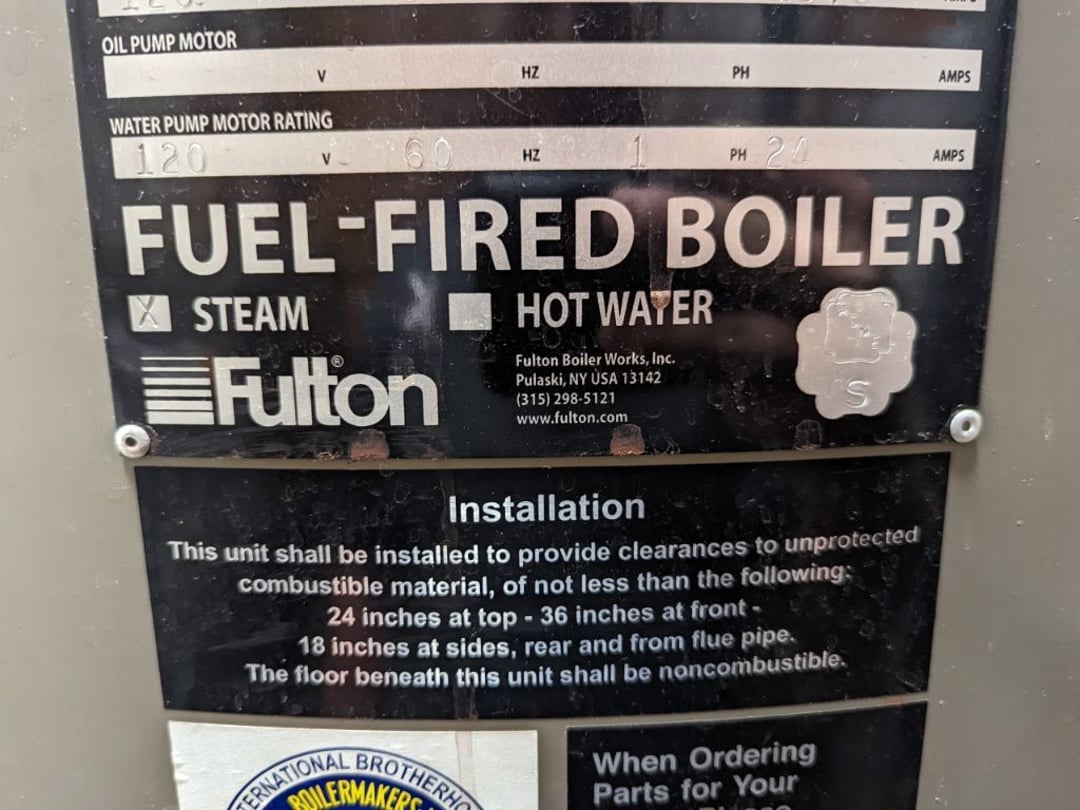 120
OIL PUMP MOTOR
V HZ PH AMPS
WATER PUMP MOTOR RATING
120 V 60 HZ 1 PH 24 AMPS
FUEL-FIRED BOILER
X STEAM HOT WATER
Fulton®
Fulton Boiler Works, Inc.
Pulaski, NY USA 13142
(315) 298-5121
www.fulton.com
S
Installation
This unit shall be installed to provide clearances to unprotected
combustible material, of not less than the following:
24 inches at top - 36 inches at front -
18 inches at sides, rear and from flue pipe.
The floor beneath this unit shall be noncombustible.
BOILERMAKERS
When Ordering
Parts for Your